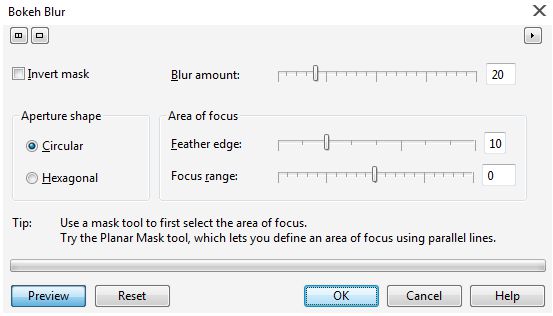 Bokeh Blur
Invert mask
Blur amount:
20
Aperture shape
Circular
Hexagonal
Area of focus
Feather edge:
10
Focus range:
0
Tip:
Use a mask tool to first select the area of focus.
Try the Planar Mask tool, which lets you define an area of focus using parallel lines.
Preview
Reset
OK
Cancel
Help